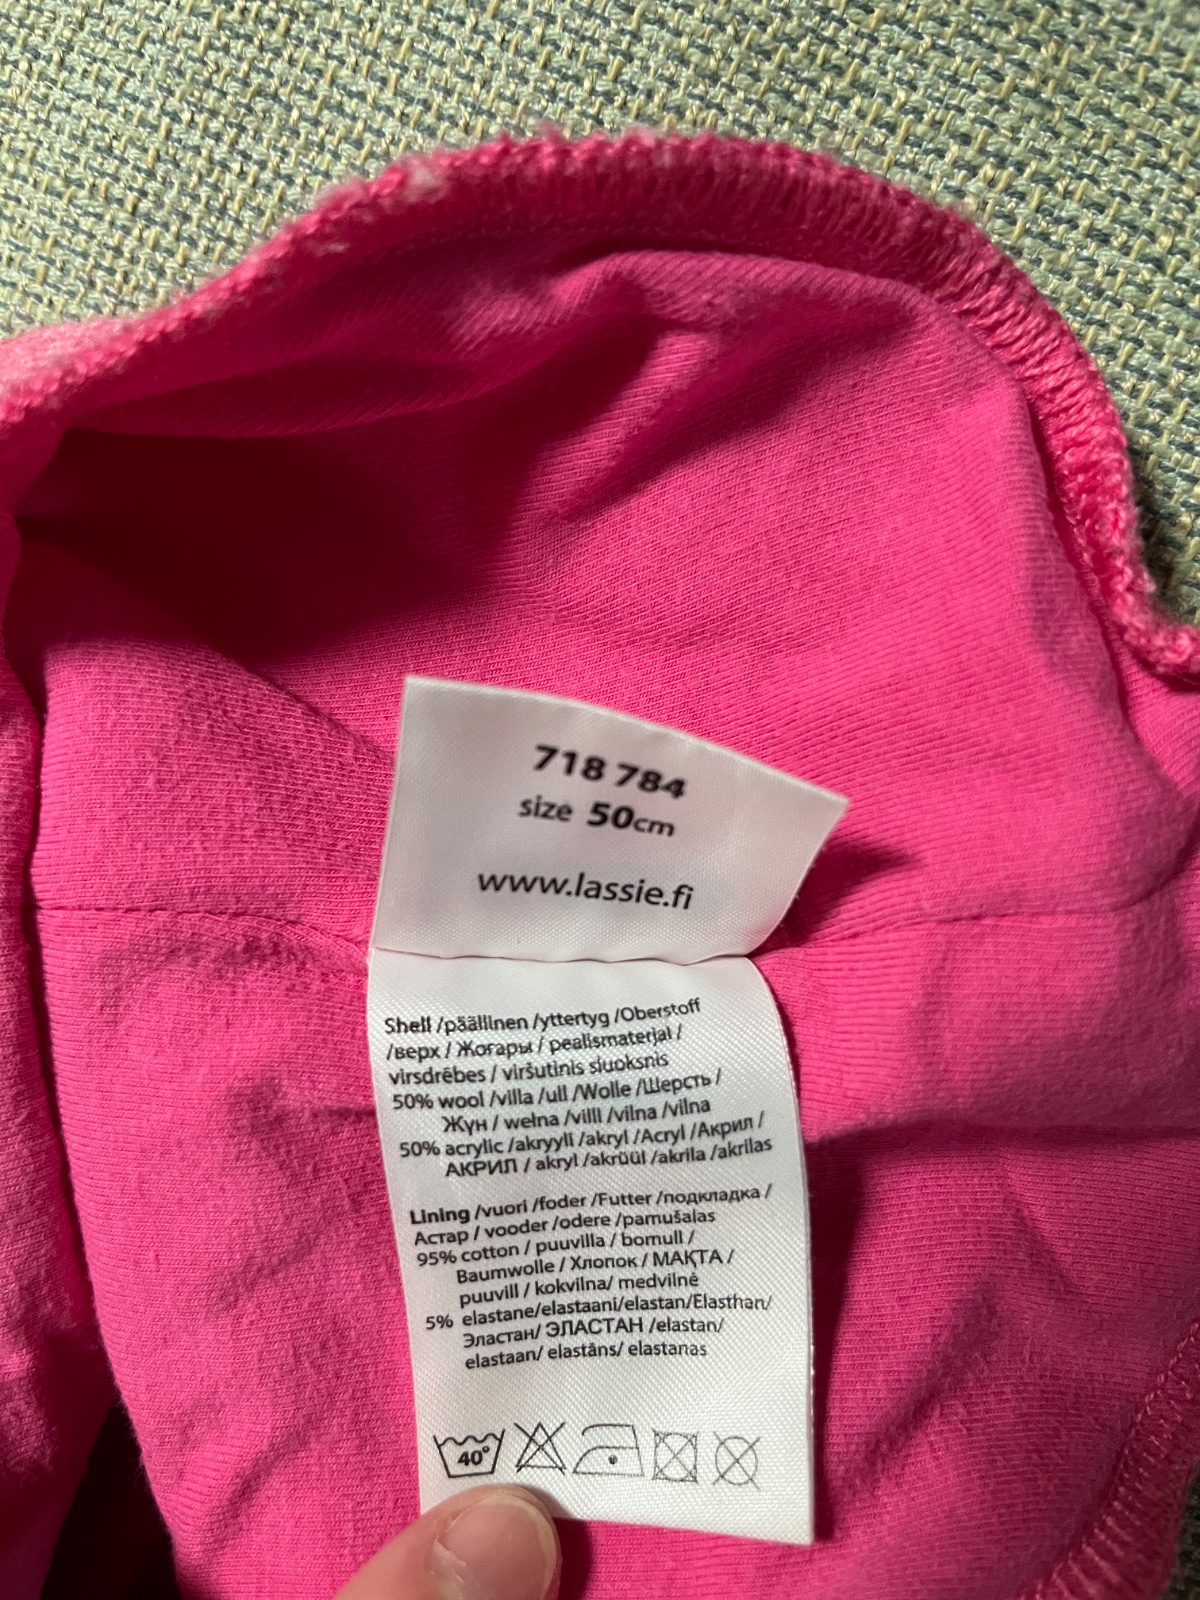 718 784
size 50cm
www.lassie.fi
Shell /päällinen /yttertyg /Oberstoff
/верх / Жоғары / pealismaterjal /
virsdrēbes / viršutinis sluoksnis
50% wool /villa /ull /Wolle /Шерсть /
Жүн / wełna /villi /vilna /vilna
50% acrylic /akryyli /akryl /Acryl /Акрил /
АКРИЛ / akryl /akrüül /akrila /akrilas
Lining /vuori /foder /Futter /подкладка /
Астар / vooder /odere /pamušalas
95% cotton / puuvilla / bomull /
Baumwolle / Хлопок / МАҚТА /
puuvill / kokvilna/ medvilnė
5% elastane/elastaani/elastan/Elasthan/
Эластан/ ЭЛАСТАН /elastan/
elastaan/ elastāns/ elastanas
40°